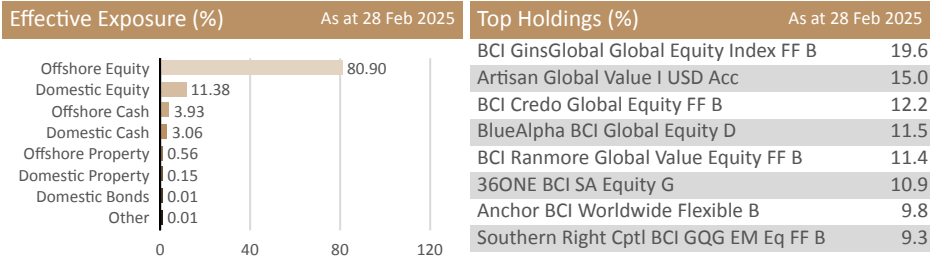 Effective Exposure (%) As at 28 Feb 2025
Offshore Equity 80.90
Domestic Equity 11.38
Offshore Cash 3.93
Domestic Cash 3.06
Offshore Property 0.56
Domestic Property 0.15
Domestic Bonds 0.01
Other 0.01
0 40 80 120
Top Holdings (%) As at 28 Feb 2025
BCI GinsGlobal Global Equity Index FF B 19.6
Artisan Global Value I USD Acc 15.0
BCI Credo Global Equity FF B 12.2
BlueAlpha BCI Global Equity D 11.5
BCI Ranmore Global Value Equity FF B 11.4
36ONE BCI SA Equity G 10.9
Anchor BCI Worldwide Flexible B 9.8
Southern Right Cptl BCI GQG EM Eq FF B 9.3